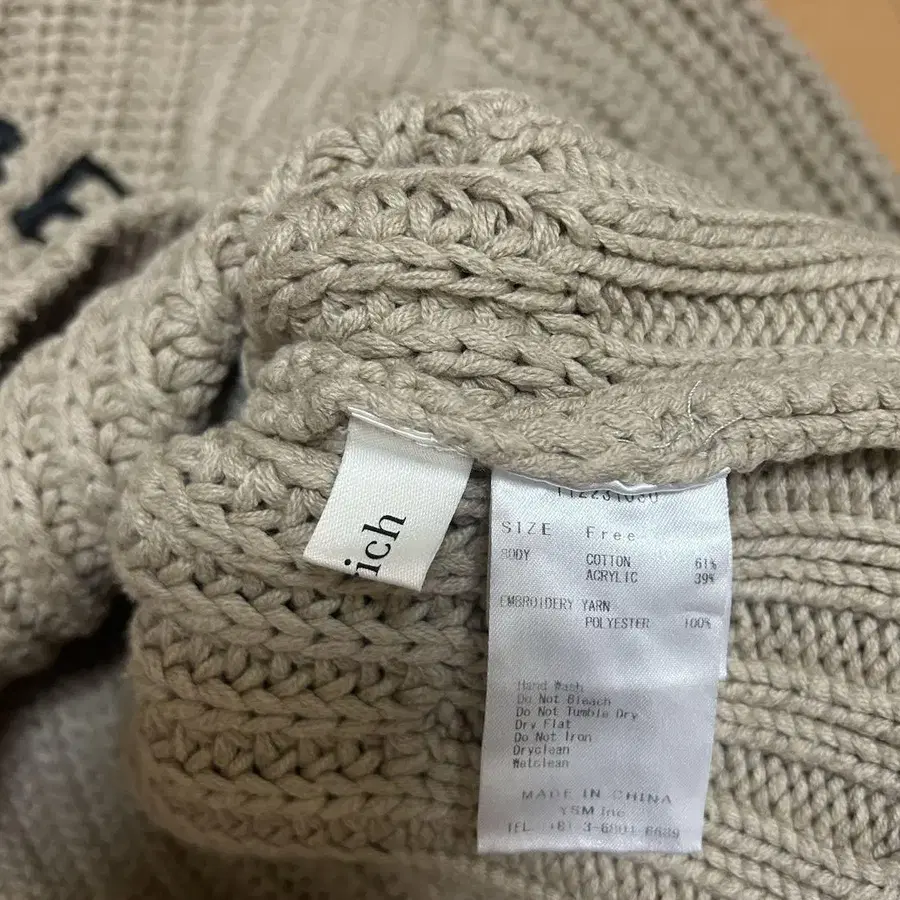 E
ich
SIZE Free
BODY COTTON 61%
ACRYLIC 39%
EMBROIDERY YARN
POLYESTER 100%
Hand Wash
Do Not Bleach
Do Not Tumble Dry
Dry Flat
Do Not Iron
Dryclean
Wetclean
MADE IN CHINA
YSM Inc
TEL